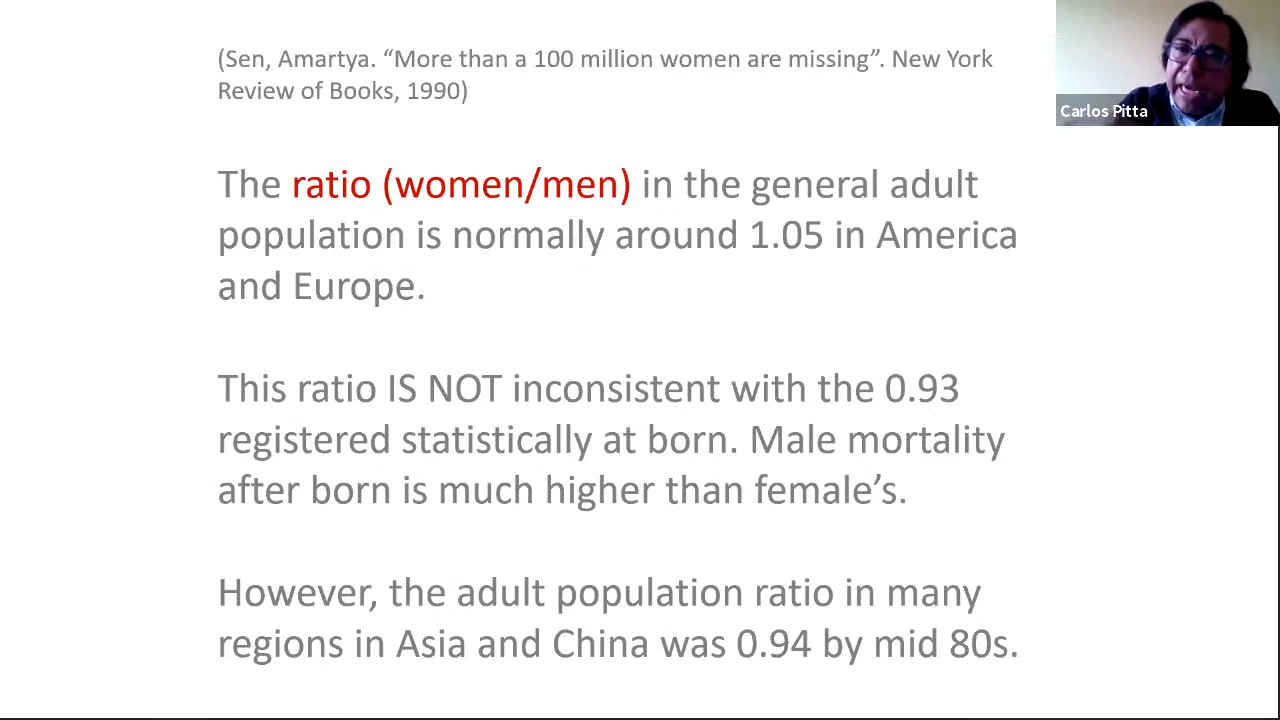 (Sen, Amartya. “More than a 100 million women are missing”. New York
Review of Books, 1990)
Carlos Pitta
The ratio (women/men) in the general adult
population is normally around 1.05 in America
and Europe.
This ratio IS NOT inconsistent with the 0.93
registered statistically at born. Male mortality
after born is much higher than female’s.
However, the adult population ratio in many
regions in Asia and China was 0.94 by mid 80s.